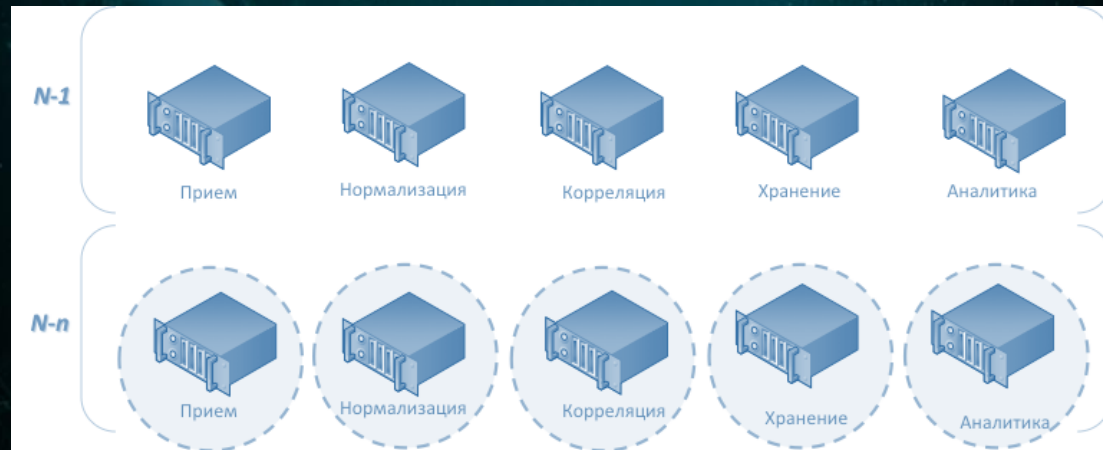 N-1
Прием
Нормализация
Корреляция
Хранение
Аналитика
N-n
Прием
Нормализация
Корреляция
Хранение
Аналитика